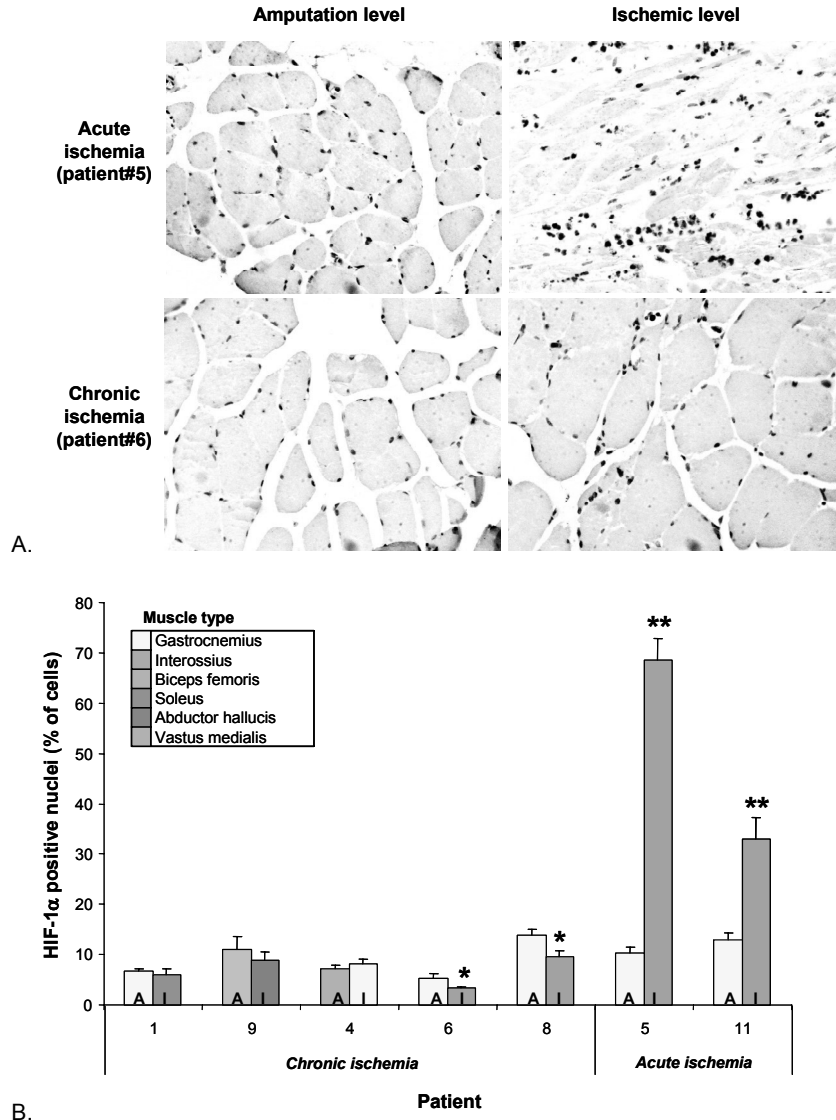 Amputation level
Ischemic level
Acute
ischemia
(patient#5)
Chronic
ischemia
(patient#6)
A.
HIF-1α positive nuclei (% of cells)
80
70
60
50
40
30
20
10
0
Muscle type
Gastrocnemius
Interossius
Biceps femoris
Soleus
Abductor hallucis
Vastus medialis
*
*
**
**
A I A I A I A I A I A I A I
1 9 4 6 8 5 11
Chronic ischemia Acute ischemia
Patient
B.